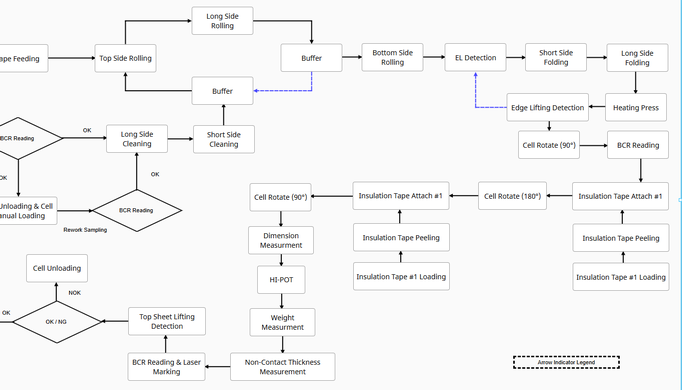 Long Side
Rolling
ape Feeding
Top Side Rolling
Buffer
Bottom Side
Rolling
EL Detection
Short Side
Folding
Long Side
Folding
Buffer
Edge Lifting Detection
Heating Press
BCR Reading
OK
Long Side
Cleaning
Short Side
Cleaning
Cell Rotate (90°)
BCR Reading
OK
OK
Unloading & Cell
anual Loading
BCR Reading
Rework Sampling
Cell Rotate (90°)
Insulation Tape Attach #1
Cell Rotate (180°)
Insulation Tape Attach #1
Dimension
Measurment
Insulation Tape Peeling
Insulation Tape Peeling
Cell Unloading
HI-POT
Insulation Tape #1 Loading
Insulation Tape #1 Loading
NOK
OK
OK / NG
Top Sheet Lifting
Detection
Weight
Measurment
BCR Reading & Laser
Marking
Non-Contact Thickness
Measurement
Arrow Indicator Legend